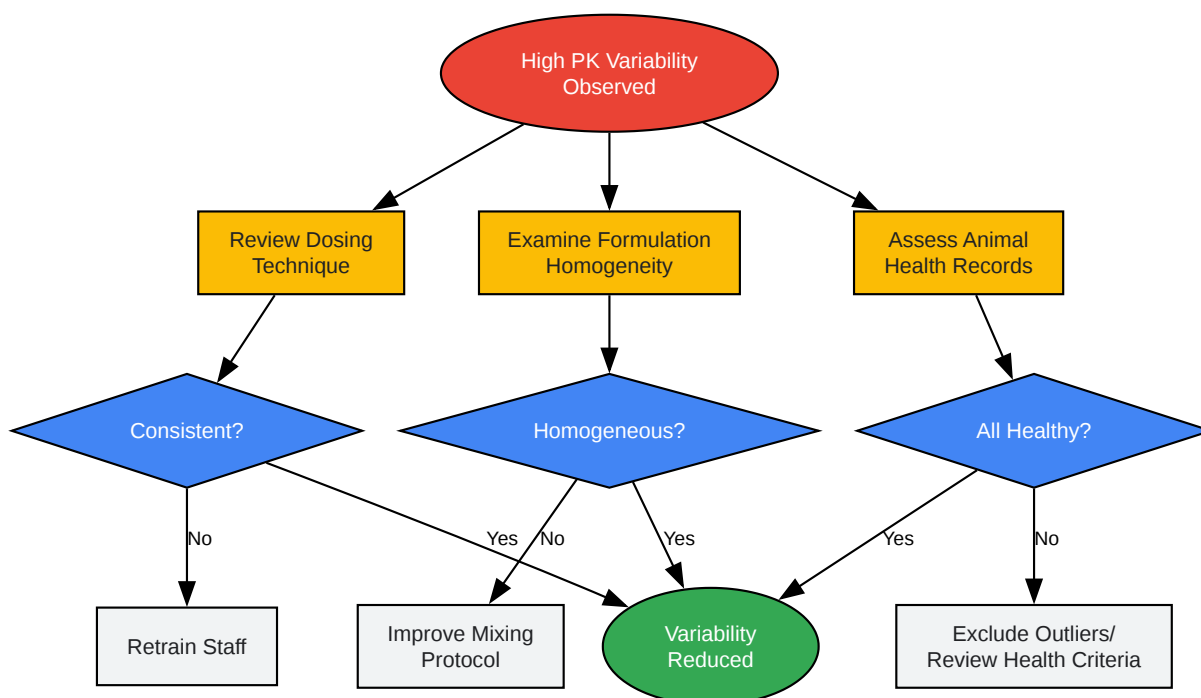 High PK Variability
Observed
Review Dosing
Technique
Examine Formulation
Homogeneity
Assess Animal
Health Records
Consistent?
Homogeneous?
All Healthy?
No
Yes
No
Yes
Yes
No
Retrain Staff
Improve Mixing
Protocol
Variability
Reduced
Exclude Outliers/
Review Health Criteria